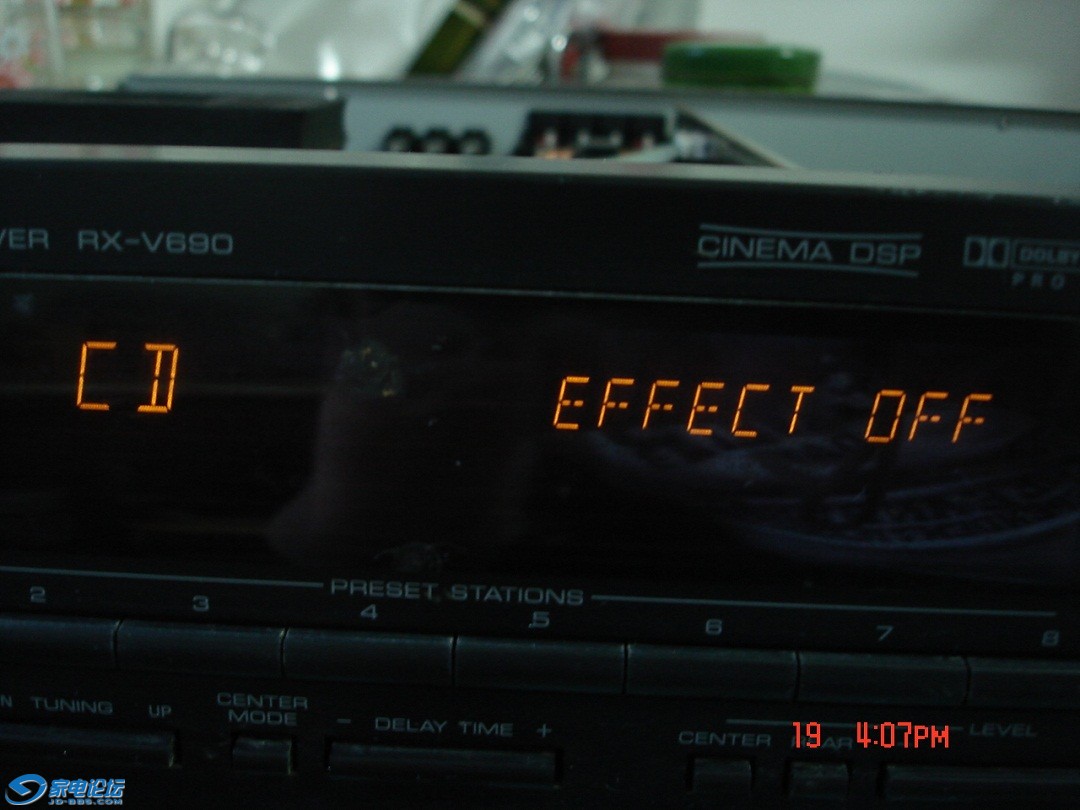 VER RX-V690
CINEMA DSP
DOLBY
PRO
CD
EFFECT OFF
PRESET STATIONS
2 3 4 5 6 7 8
N TUNING UP
CENTER
MODE
- DELAY TIME +
CENTER REAR LEVEL
19 4:07PM
家电论坛
JD-BBS.COM